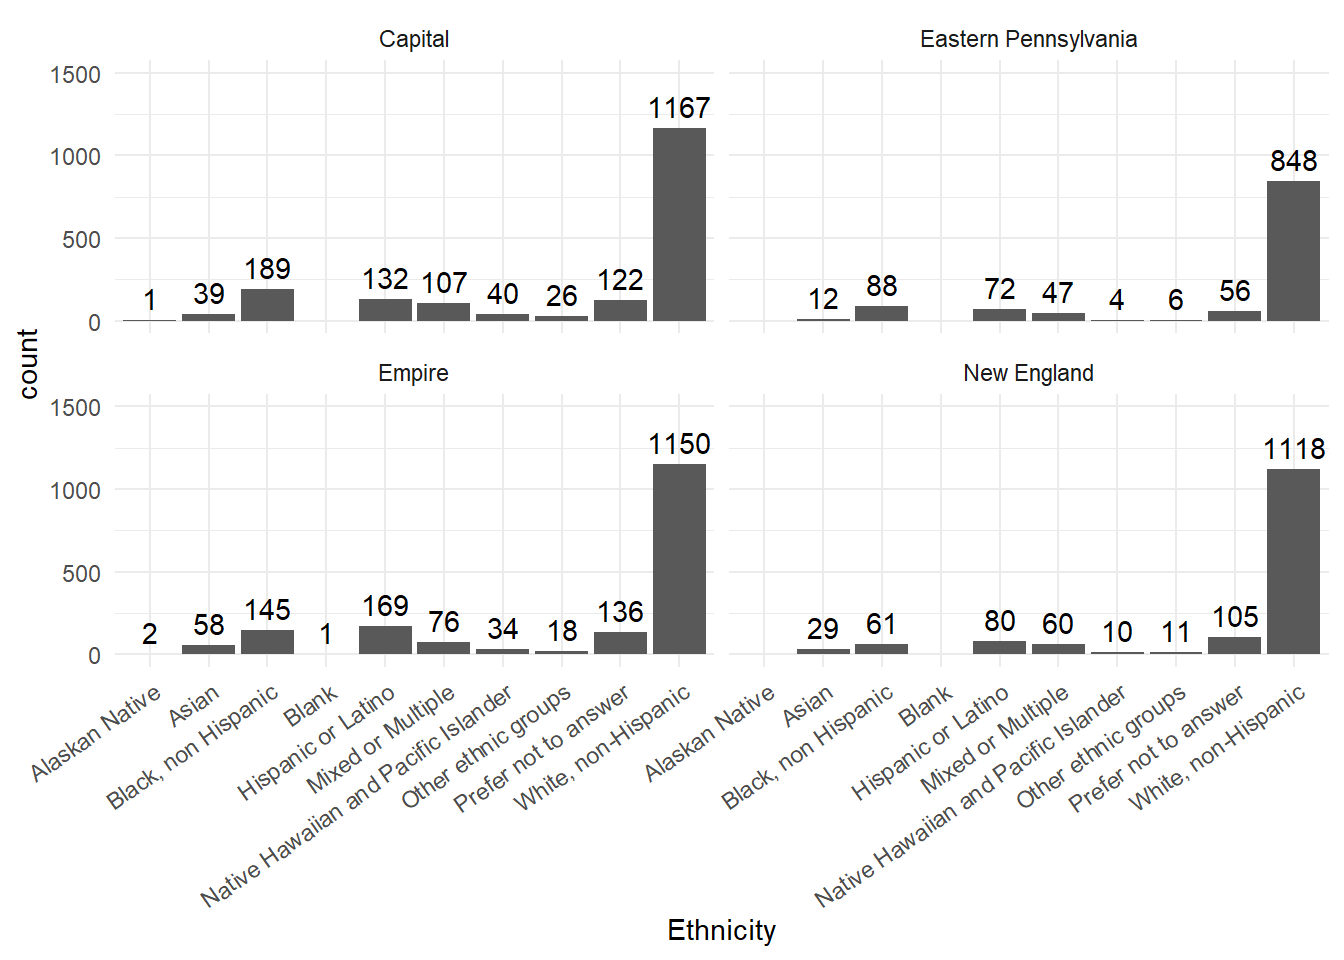 Capital
Eastern Pennsylvania
1500
1000
500
0
1
39
189
132
107
40
26
122
1167
12
88
72
47
4
6
56
848
count
Empire
New England
1500
1000
500
0
2
58
145
1
169
76
34
18
136
1150
29
61
80
60
10
11
105
1118
Alaskan Native
Asian
Black, non Hispanic
Blank
Hispanic or Latino
Mixed or Multiple
Native Hawaiian and Pacific Islander
Other ethnic groups
Prefer not to answer
White, non-Hispanic
Alaskan Native
Asian
Black, non Hispanic
Blank
Hispanic or Latino
Mixed or Multiple
Native Hawaiian and Pacific Islander
Other ethnic groups
Prefer not to answer
White, non-Hispanic
Ethnicity